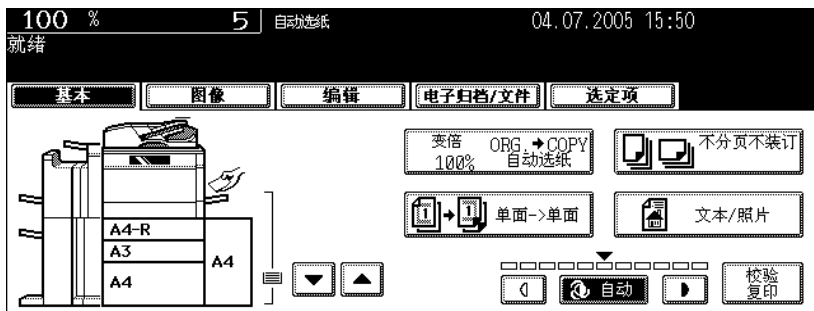 100 % 5 自动选纸 04.07.2005 15:50
就绪
基本 图像 编辑 电子归档/文件 选定项
变倍 ORG.➔COPY
100% 自动选纸
不分页不装订
1➔1 单面->单面
文本/照片
A4-R
A3
A4
A4
自动
校验
复印